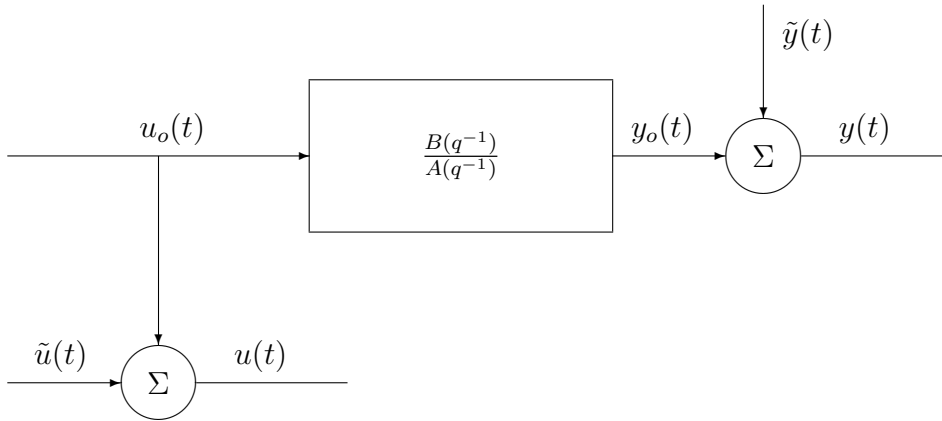 ỹ(t)
u_o(t)
B(q^{-1})
A(q^{-1})
y_o(t)
Σ
y(t)
ũ(t)
Σ
u(t)